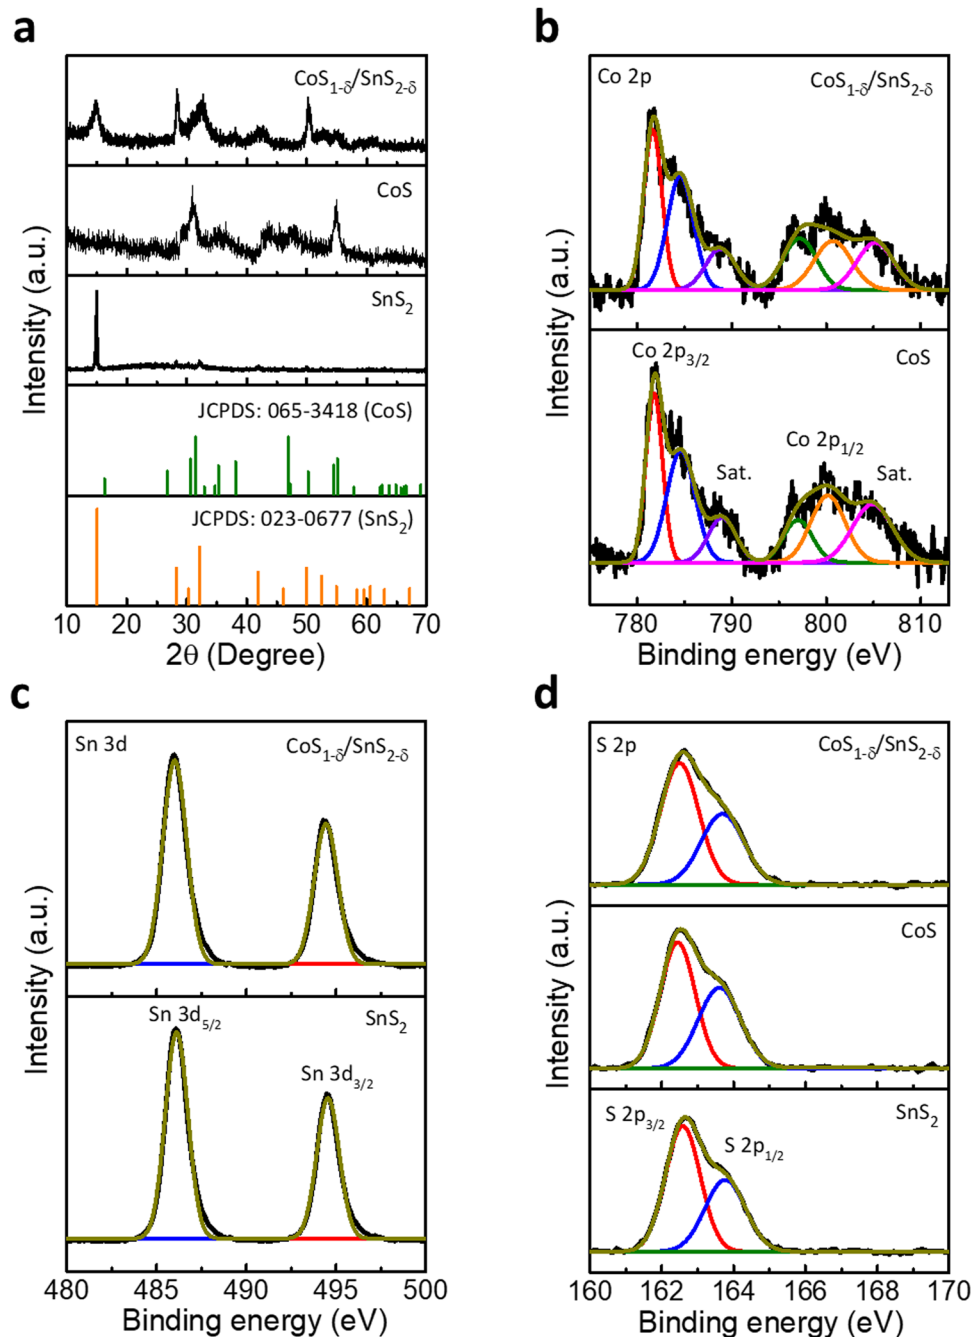 a
CoS1-δ/SnS2-δ
CoS
SnS2
JCPDS: 065-3418 (CoS)
JCPDS: 023-0677 (SnS2)
Intensity (a.u.)
10 20 30 40 50 60 70
2θ (Degree)
b
Co 2p CoS1-δ/SnS2-δ
Co 2p3/2 CoS
Co 2p1/2
Sat. Sat.
Intensity (a.u.)
780 790 800 810
Binding energy (eV)
c
Sn 3d CoS1-δ/SnS2-δ
Sn 3d5/2 SnS2
Sn 3d3/2
Intensity (a.u.)
480 485 490 495 500
Binding energy (eV)
d
S 2p CoS1-δ/SnS2-δ
CoS
S 2p3/2 SnS2
S 2p1/2
Intensity (a.u.)
160 162 164 166 168 170
Binding energy (eV)